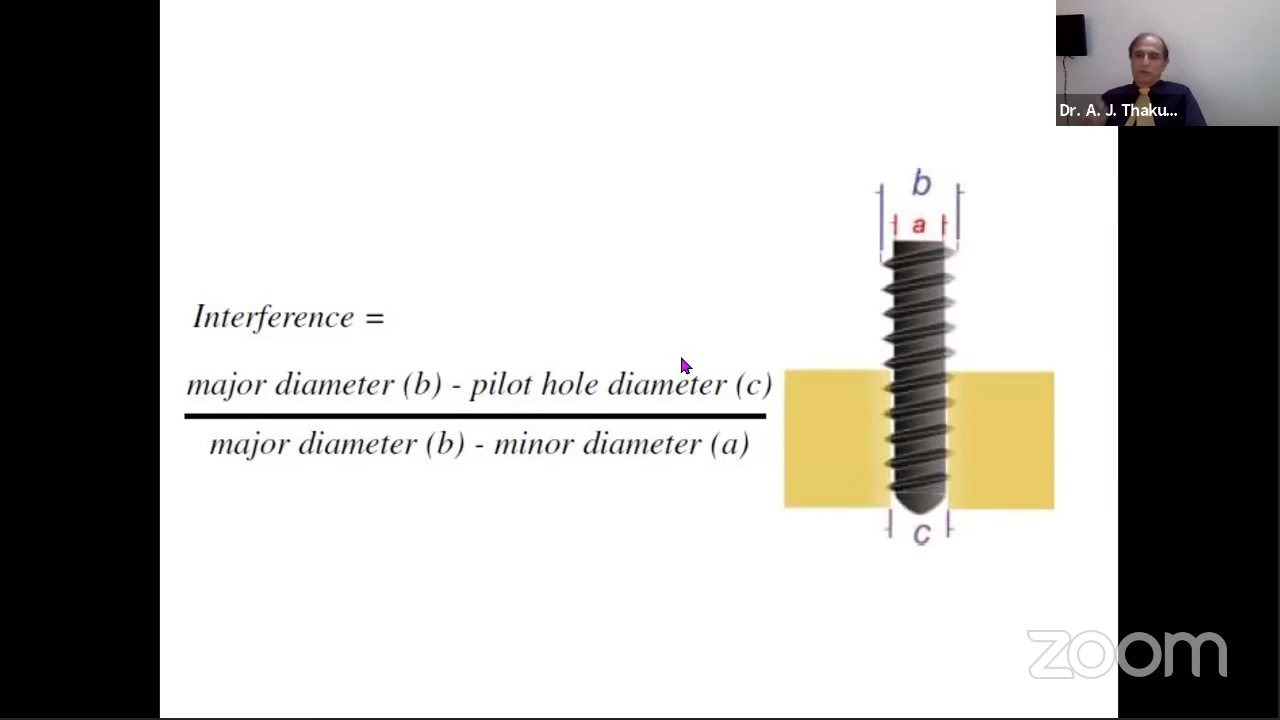 Dr. A. J. Thaku...
b
a
Interference =
major diameter (b) - pilot hole diameter (c)
major diameter (b) - minor diameter (a)
c
zoom